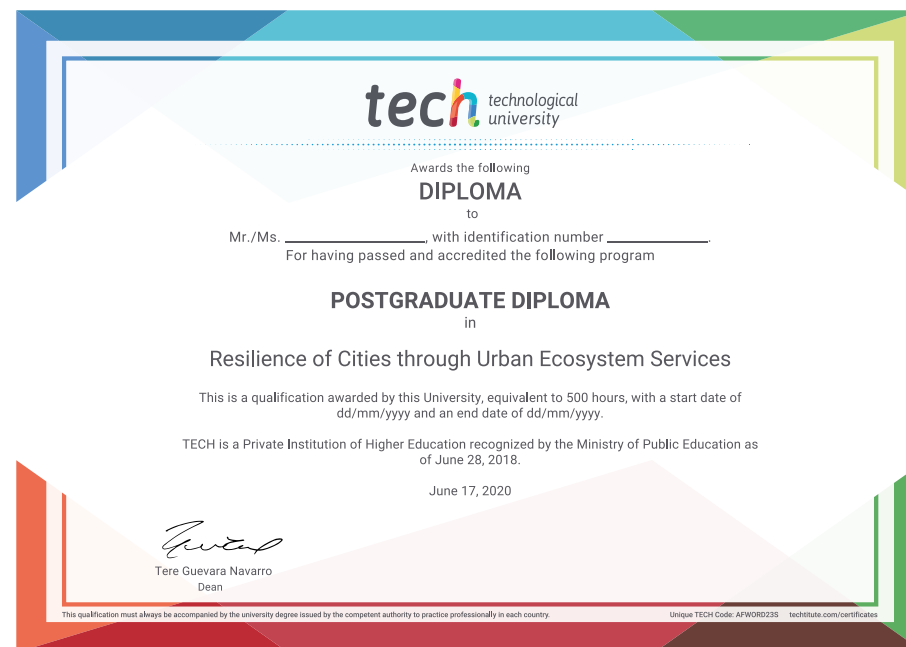 tech technological
university
Awards the following
DIPLOMA
to
Mr./Ms. ____________, with identification number ____________.
For having passed and accredited the following program
POSTGRADUATE DIPLOMA
in
Resilience of Cities through Urban Ecosystem Services
This is a qualification awarded by this University, equivalent to 500 hours, with a start date of
dd/mm/yyyy and an end date of dd/mm/yyyy.
TECH is a Private Institution of Higher Education recognized by the Ministry of Public Education as
of June 28, 2018.
June 17, 2020
Tere Guevara Navarro
Dean
This qualification must always be accompanied by the university degree issued by the competent authority to practice professionally in each country. Unique TECH Code: AFWORD23S techtitute.com/certificates